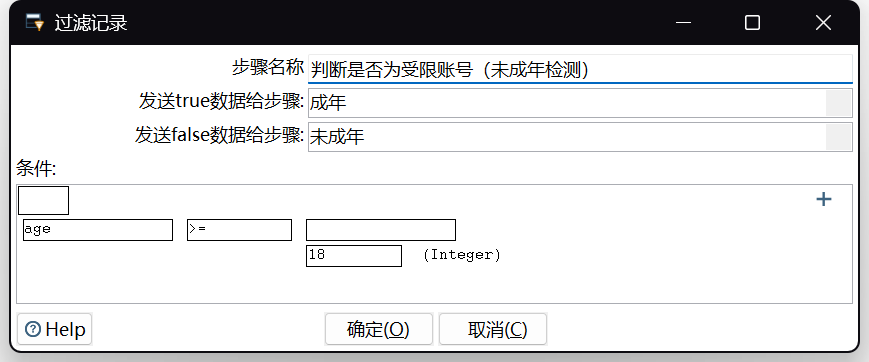 过滤记录
步骤名称 判断是否为受限账号（未成年检测）
发送true数据给步骤: 成年
发送false数据给步骤: 未成年
条件:
age >=
18 (Integer)
Help 确定(O) 取消(C)